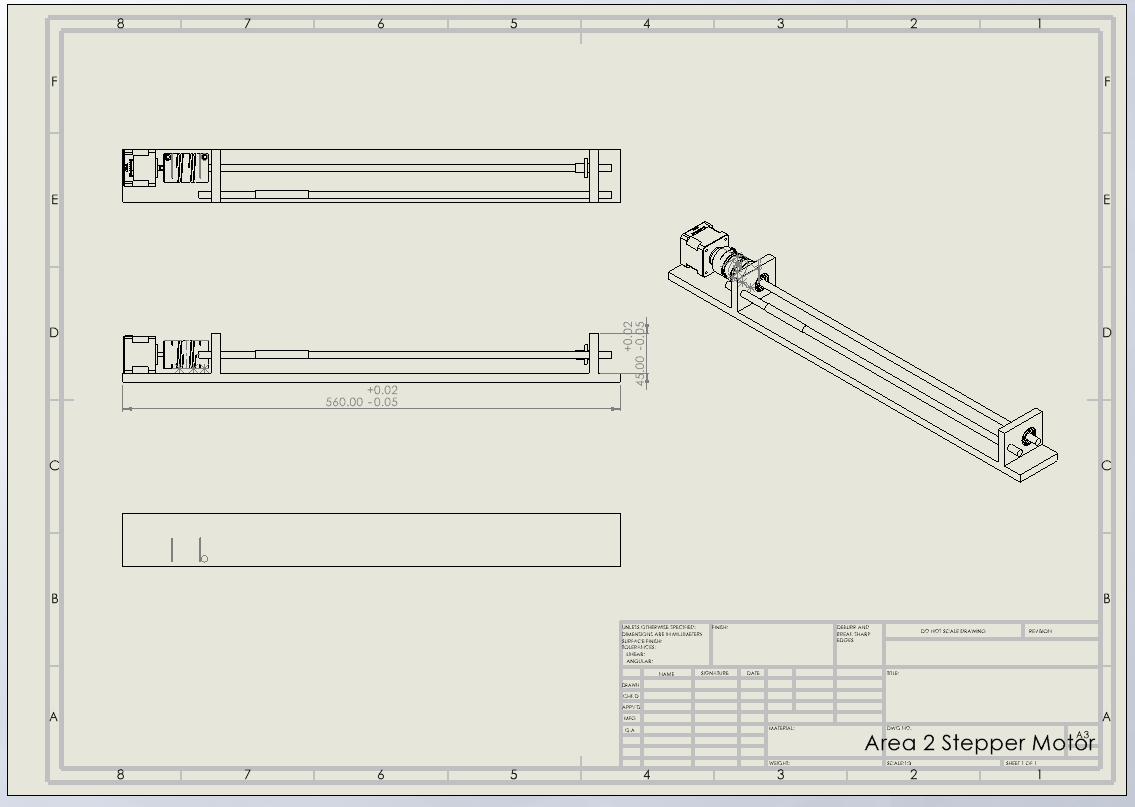 8 7 6 5 4 3 2 1
F F
E E
D D
C C
B B
A A
+0.02
45.00 -0.05
+0.02
560.00 -0.05
UNLESS OTHERWISE SPECIFIED:
DIMENSIONS ARE IN MILLIMETERS
SURFACE FINISH:
TOLERANCES:
LINEAR:
ANGULAR:
FINISH:
DEBURR AND
BREAK SHARP
EDGES
DO NOT SCALE DRAWING
REVISION
NAME SIGNATURE DATE
TITLE:
DRAWN
CHK'D
APPV'D
MFG
Q.A
MATERIAL:
DWG NO.
A3
Area 2 Stepper Motor
WEIGHT:
SCALE:1:5
SHEET 1 OF 1
8 7 6 5 4 3 2 1